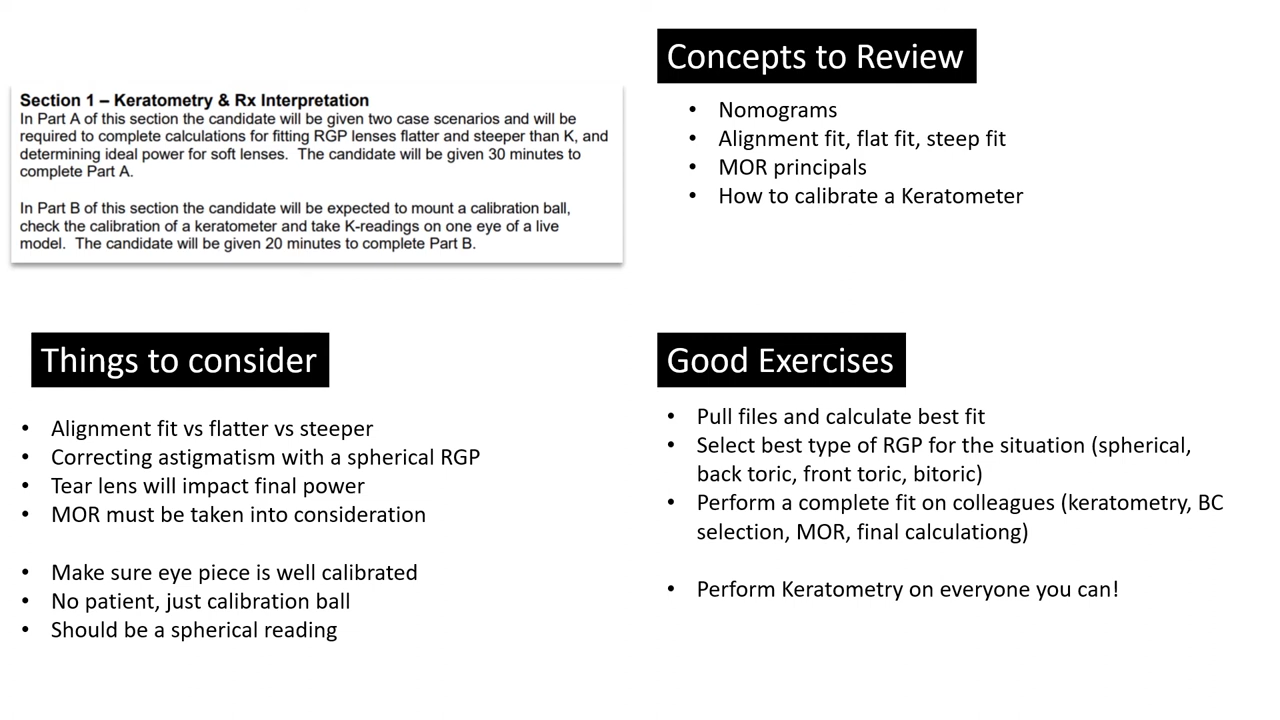 Section 1 – Keratometry & Rx Interpretation
In Part A of this section the candidate will be given two case scenarios and will be
required to complete calculations for fitting RGP lenses flatter and steeper than K, and
determining ideal power for soft lenses.  The candidate will be given 30 minutes to
complete Part A.
In Part B of this section the candidate will be expected to mount a calibration ball,
check the calibration of a keratometer and take K-readings on one eye of a live
model.  The candidate will be given 20 minutes to complete Part B.
Concepts to Review
• Nomograms
• Alignment fit, flat fit, steep fit
• MOR principals
• How to calibrate a Keratometer
Things to consider
• Alignment fit vs flatter vs steeper
• Correcting astigmatism with a spherical RGP
• Tear lens will impact final power
• MOR must be taken into consideration
• Make sure eye piece is well calibrated
• No patient, just calibration ball
• Should be a spherical reading
Good Exercises
• Pull files and calculate best fit
• Select best type of RGP for the situation (spherical,
back toric, front toric, bitoric)
• Perform a complete fit on colleagues (keratometry, BC
selection, MOR, final calculationg)
• Perform Keratometry on everyone you can!